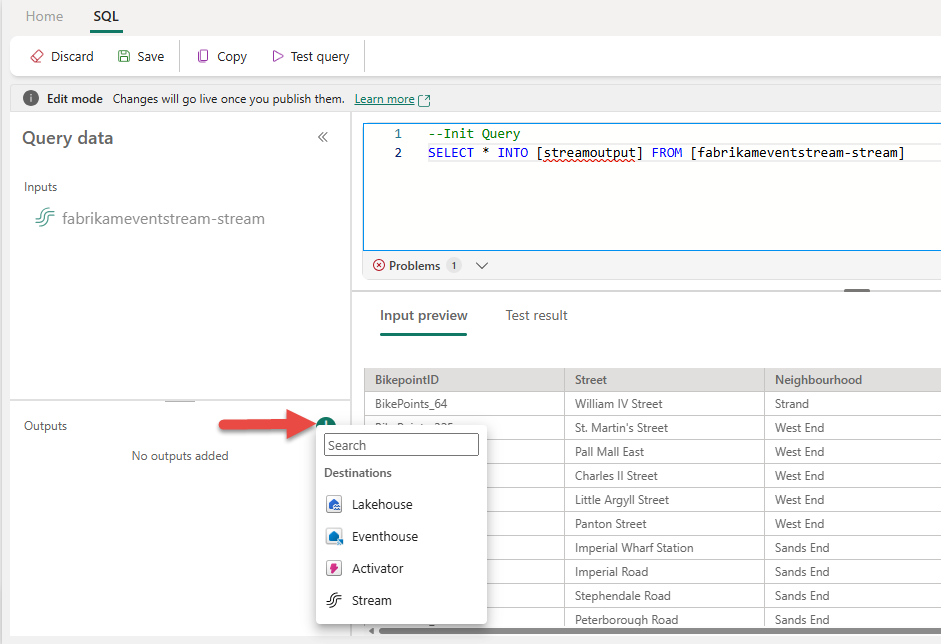 Home SQL
Discard Save Copy Test query
Edit mode Changes will go live once you publish them. Learn more
Query data
Inputs
fabrikameventstream-stream
1 --Init Query
2 SELECT * INTO [streamoutput] FROM [fabrikameventstream-stream]
Problems 1
Input preview Test result
BikepointID Street Neighbourhood
BikePoints_64 William IV Street Strand
St. Martin's Street West End
Pall Mall East West End
Charles II Street West End
Little Argyll Street West End
Panton Street West End
Imperial Wharf Station Sands End
Imperial Road Sands End
Stephendale Road Sands End
Peterborough Road Sands End
Outputs
No outputs added
Search
Destinations
Lakehouse
Eventhouse
Activator
Stream